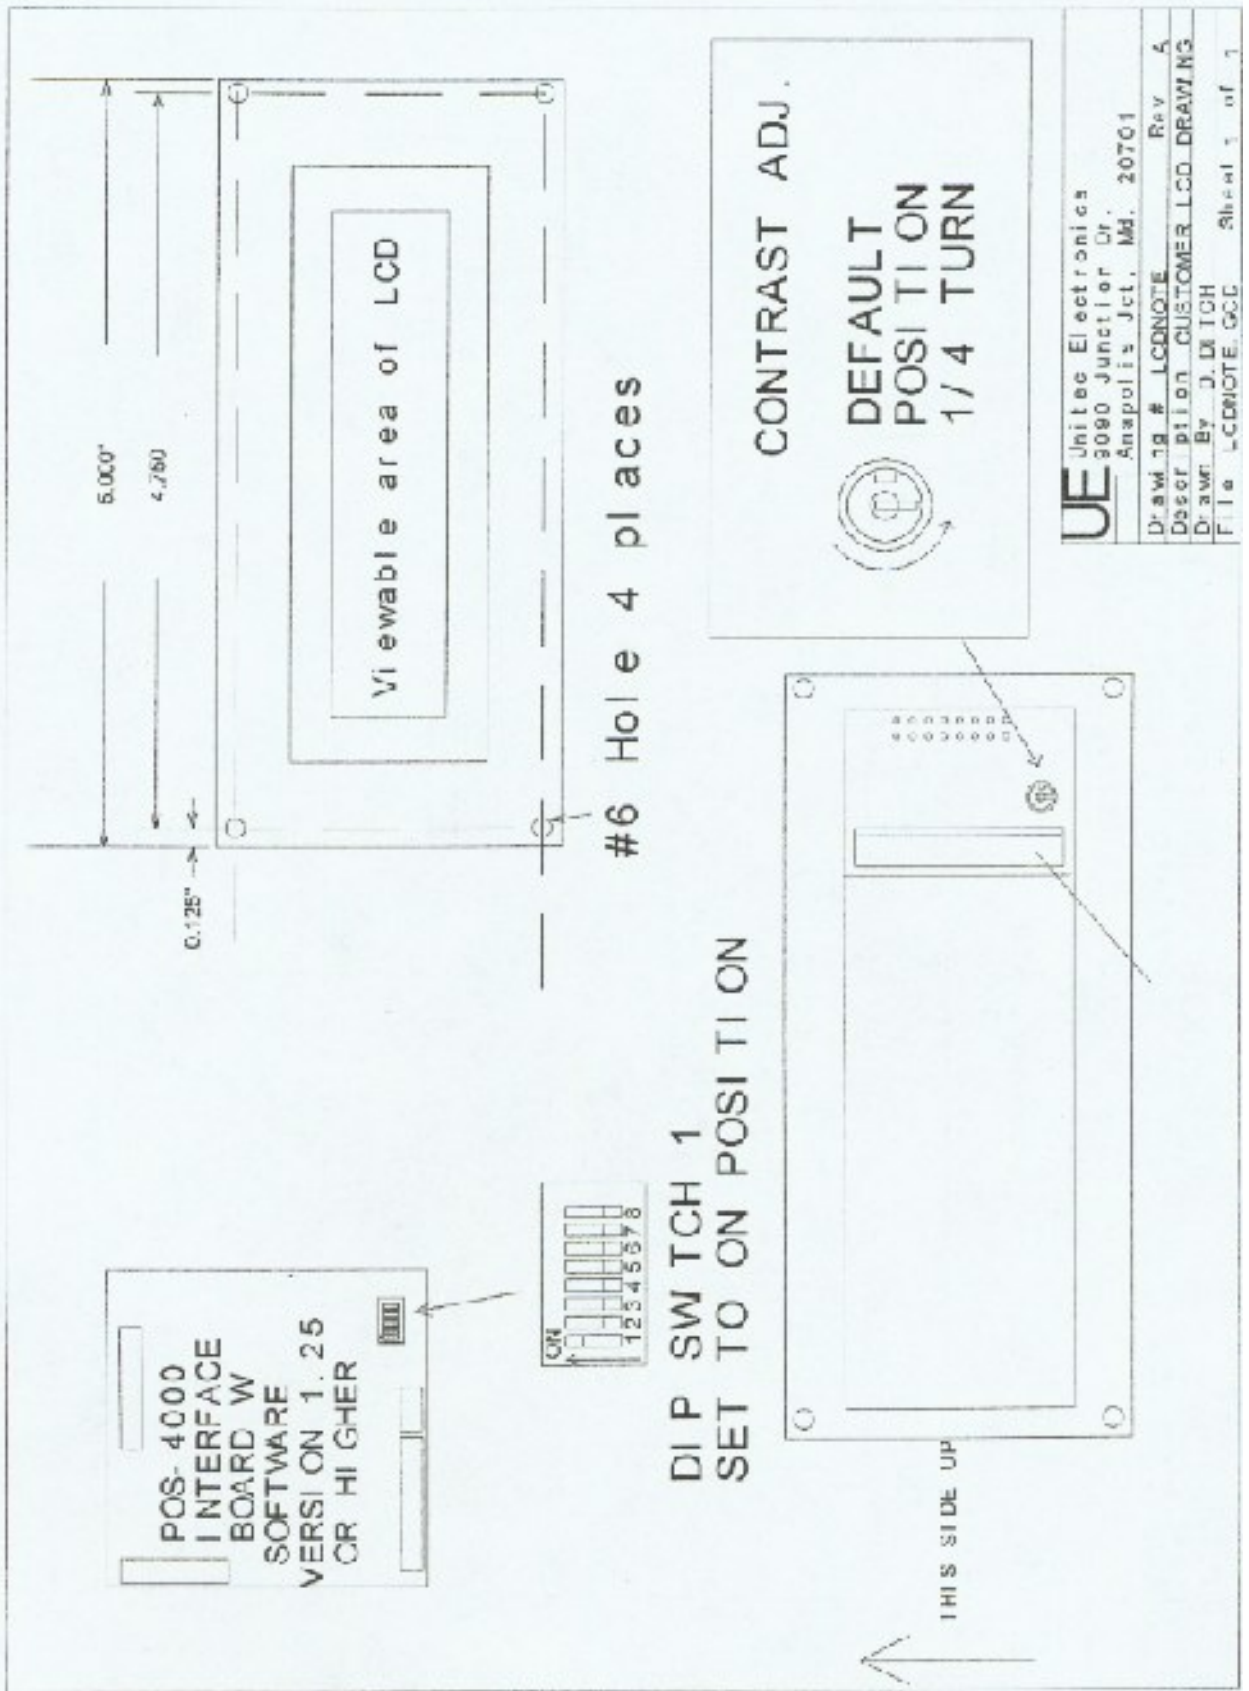 POS-4000
INTERFACE
BOARD W
SOFTWARE
VERSION 1.25
OR HIGHER
ON
12345678
DIP SWITCH 1
SET TO ON POSITION
5.000"
4.750
0.125"
Viewable area of LCD
#6 Hole 4 places
THIS SIDE UP
CONTRAST ADJ.
DEFAULT
POSITION
1/4 TURN
UE
Unitec Electronics
9090 Junction Dr.
Anapolis Jct, Md. 20701
Drawing # LCDNOTE Rev A
Description CUSTOMER LCD DRAWING
Drawn By D.DITCH
File LCDNOTE.GCD Sheet 1 of 1